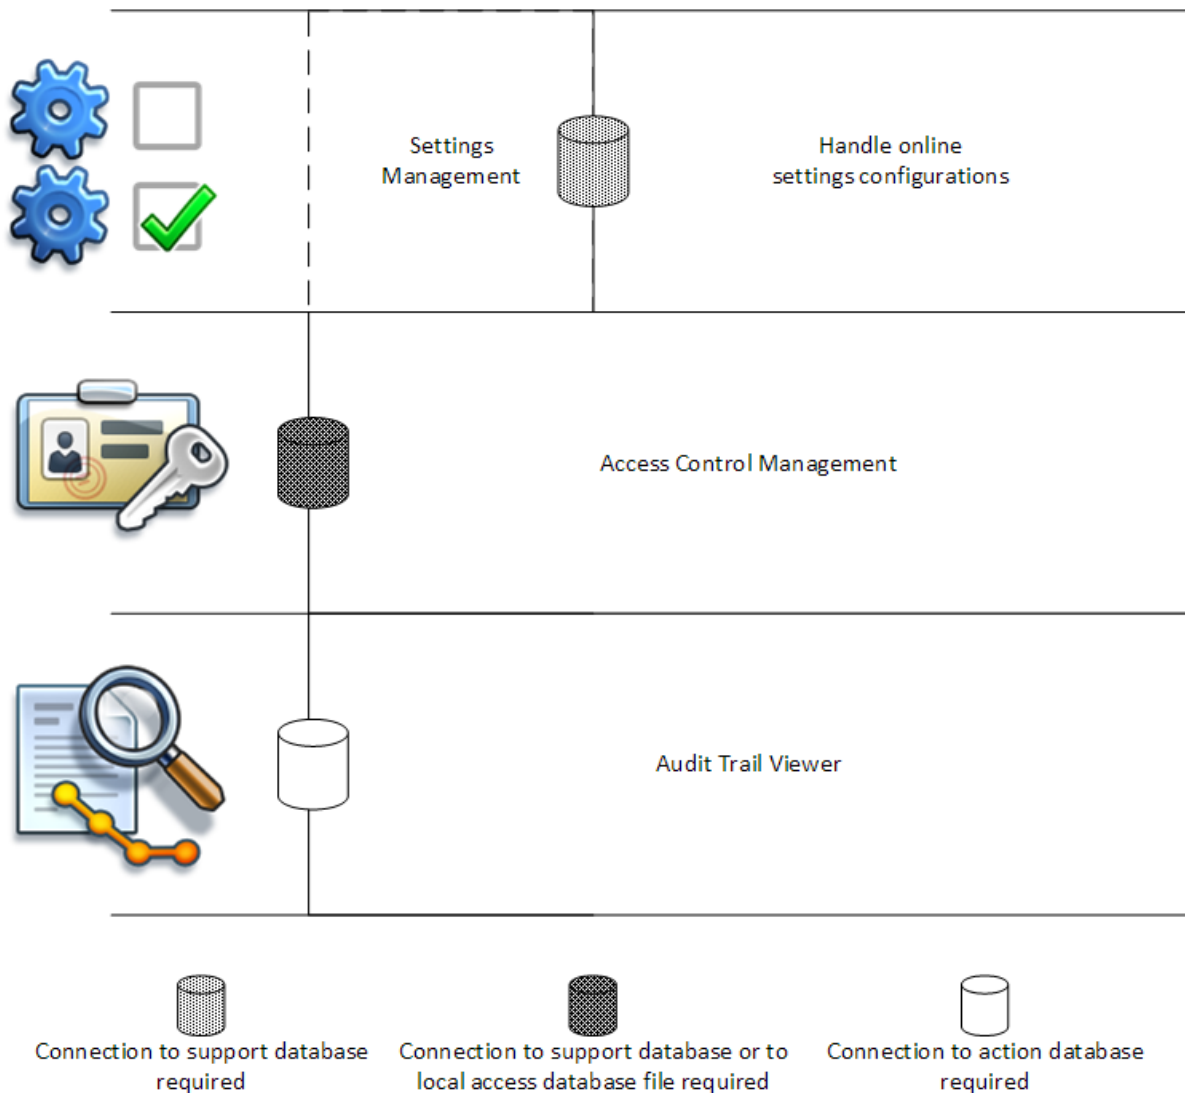 Settings
Management
Handle online
settings configurations
Access Control Management
Audit Trail Viewer
Connection to support database
required
Connection to support database or to
local access database file required
Connection to action database
required